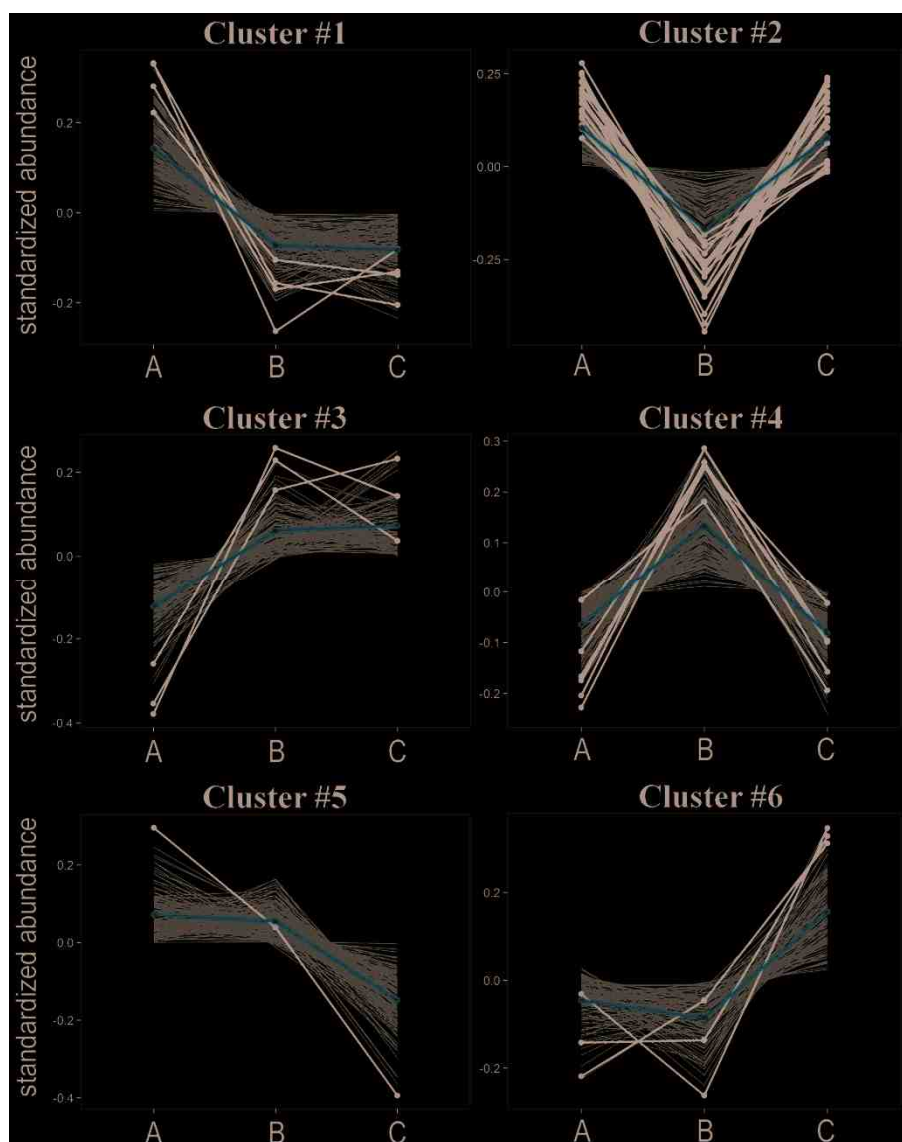 Cluster #1
Cluster #2
standardized abundance
0.2
0.0
-0.2
A B C
0.25
0.00
-0.25
A B C
Cluster #3
Cluster #4
standardized abundance
0.2
0.0
-0.2
-0.4
A B C
0.3
0.2
0.1
0.0
-0.1
-0.2
A B C
Cluster #5
Cluster #6
standardized abundance
0.2
0.0
-0.2
-0.4
A B C
0.2
0.0
-0.2
A B C